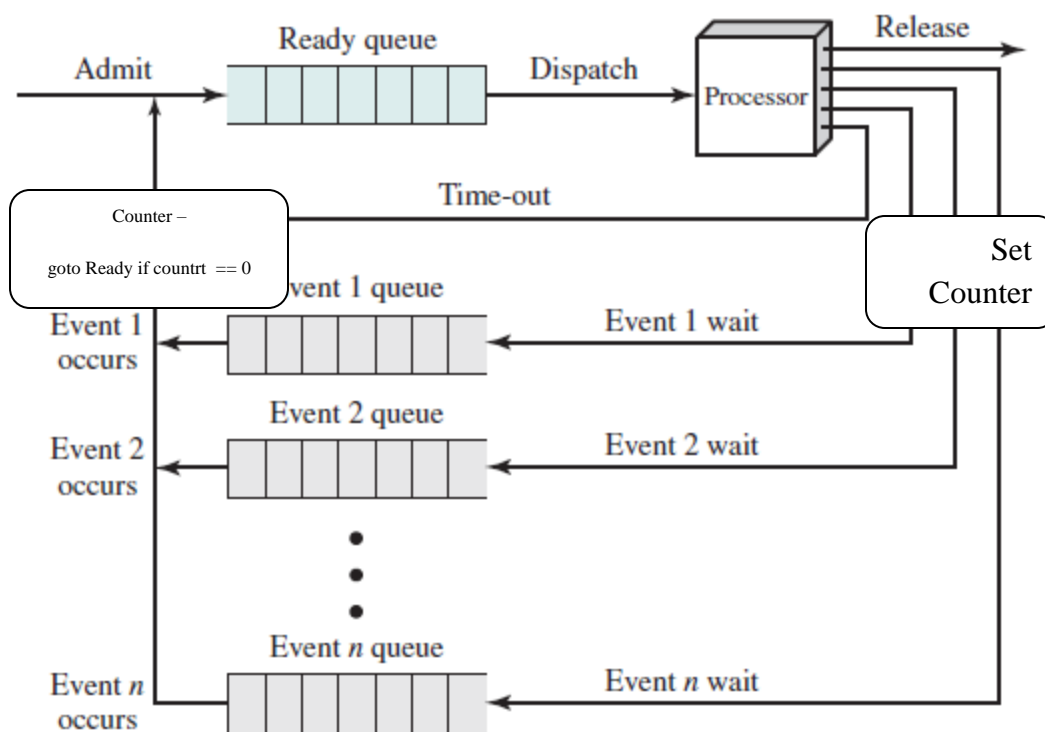 Release
Ready queue
Admit
Dispatch
Processor
Time-out
Counter –
goto Ready if countrt == 0
Set
Counter
vent 1 queue
Event 1
occurs
Event 1 wait
Event 2 queue
Event 2
occurs
Event 2 wait
Event n queue
Event n
occurs
Event n wait